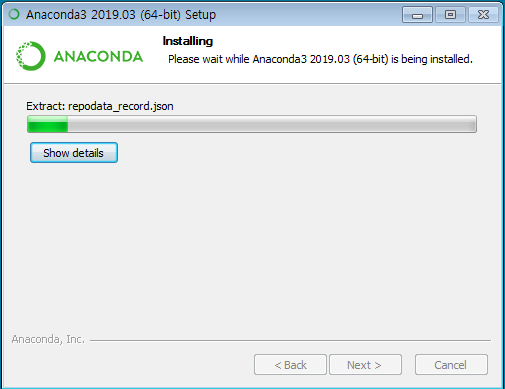 Anaconda3 2019.03 (64-bit) Setup
ANACONDA
Installing
Please wait while Anaconda3 2019.03 (64-bit) is being installed.
Extract: repodata_record.json
Show details
Anaconda, Inc.
< Back
Next >
Cancel